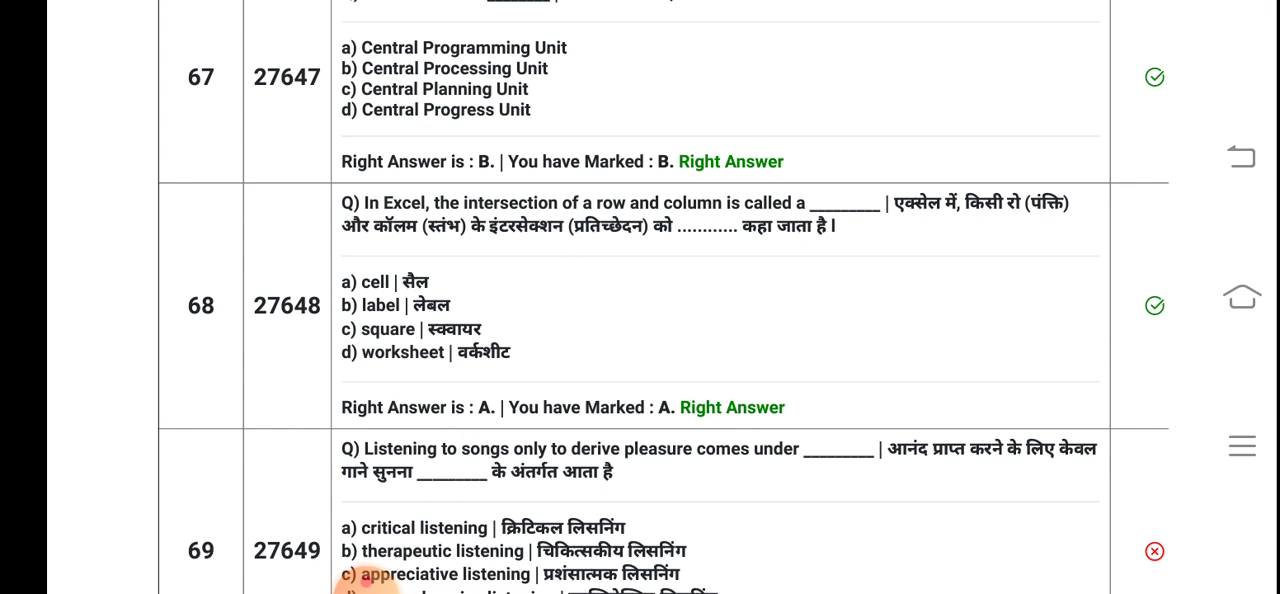 67
27647
a) Central Programming Unit
b) Central Processing Unit
c) Central Planning Unit
d) Central Progress Unit
Right Answer is : B. | You have Marked : B. Right Answer
68
27648
Q) In Excel, the intersection of a row and column is called a _________ | एक्सेल में, किसी रो (पंक्ति)
और कॉलम (स्तंभ) के इंटरसेक्शन (प्रतिच्छेदन) को ............ कहा जाता है।
a) cell | सैल
b) label | लेबल
c) square | स्क्वायर
d) worksheet | वर्कशीट
Right Answer is : A. | You have Marked : A. Right Answer
69
27649
Q) Listening to songs only to derive pleasure comes under _________ | आनंद प्राप्त करने के लिए केवल
गाने सुनना _________ के अंतर्गत आता है
a) critical listening | क्रिटिकल लिसनिंग
b) therapeutic listening | चिकित्सकीय लिसनिंग
c) appreciative listening | प्रशंसात्मक लिसनिंग